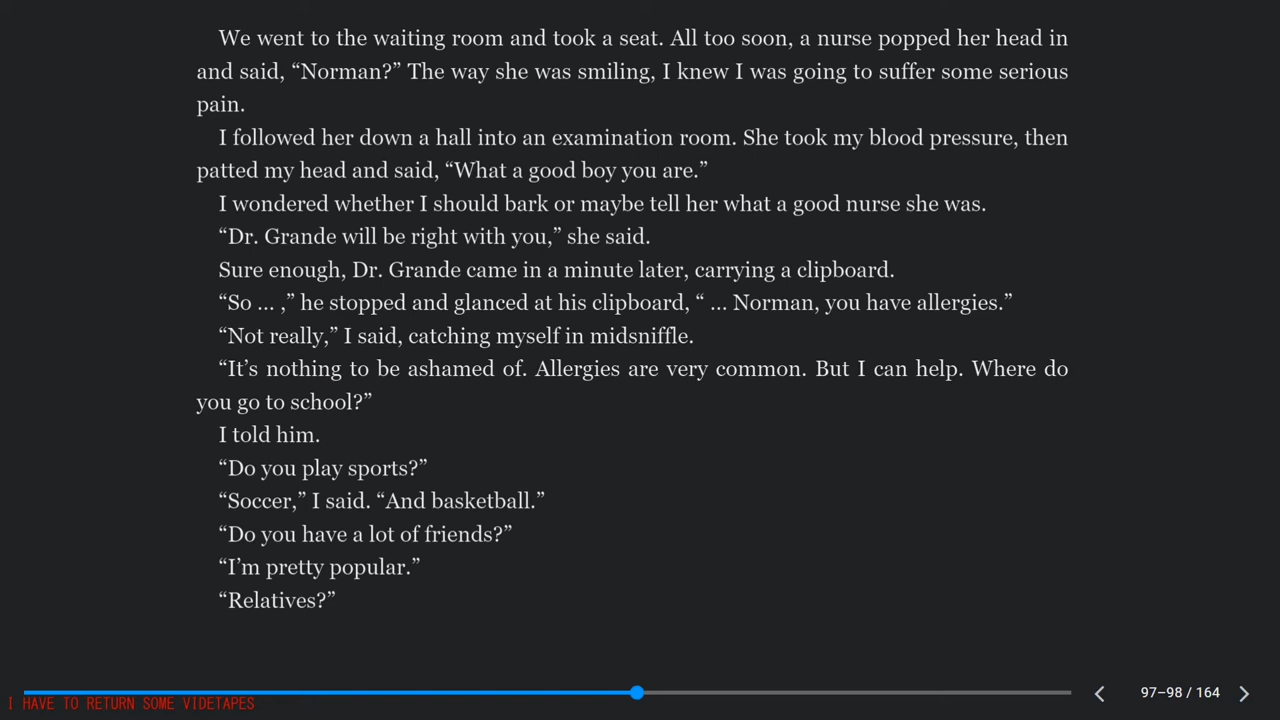 We went to the waiting room and took a seat. All too soon, a nurse popped her head in
and said, “Norman?” The way she was smiling, I knew I was going to suffer some serious
pain.
I followed her down a hall into an examination room. She took my blood pressure, then
patted my head and said, “What a good boy you are.”
I wondered whether I should bark or maybe tell her what a good nurse she was.
“Dr. Grande will be right with you,” she said.
Sure enough, Dr. Grande came in a minute later, carrying a clipboard.
“So ... ,” he stopped and glanced at his clipboard, “ ... Norman, you have allergies.”
“Not really,” I said, catching myself in midsniffle.
“It’s nothing to be ashamed of. Allergies are very common. But I can help. Where do
you go to school?”
I told him.
“Do you play sports?”
“Soccer,” I said. “And basketball.”
“Do you have a lot of friends?”
“I’m pretty popular.”
“Relatives?”
97–98 / 164
I HAVE TO RETURN SOME VIDETAPES